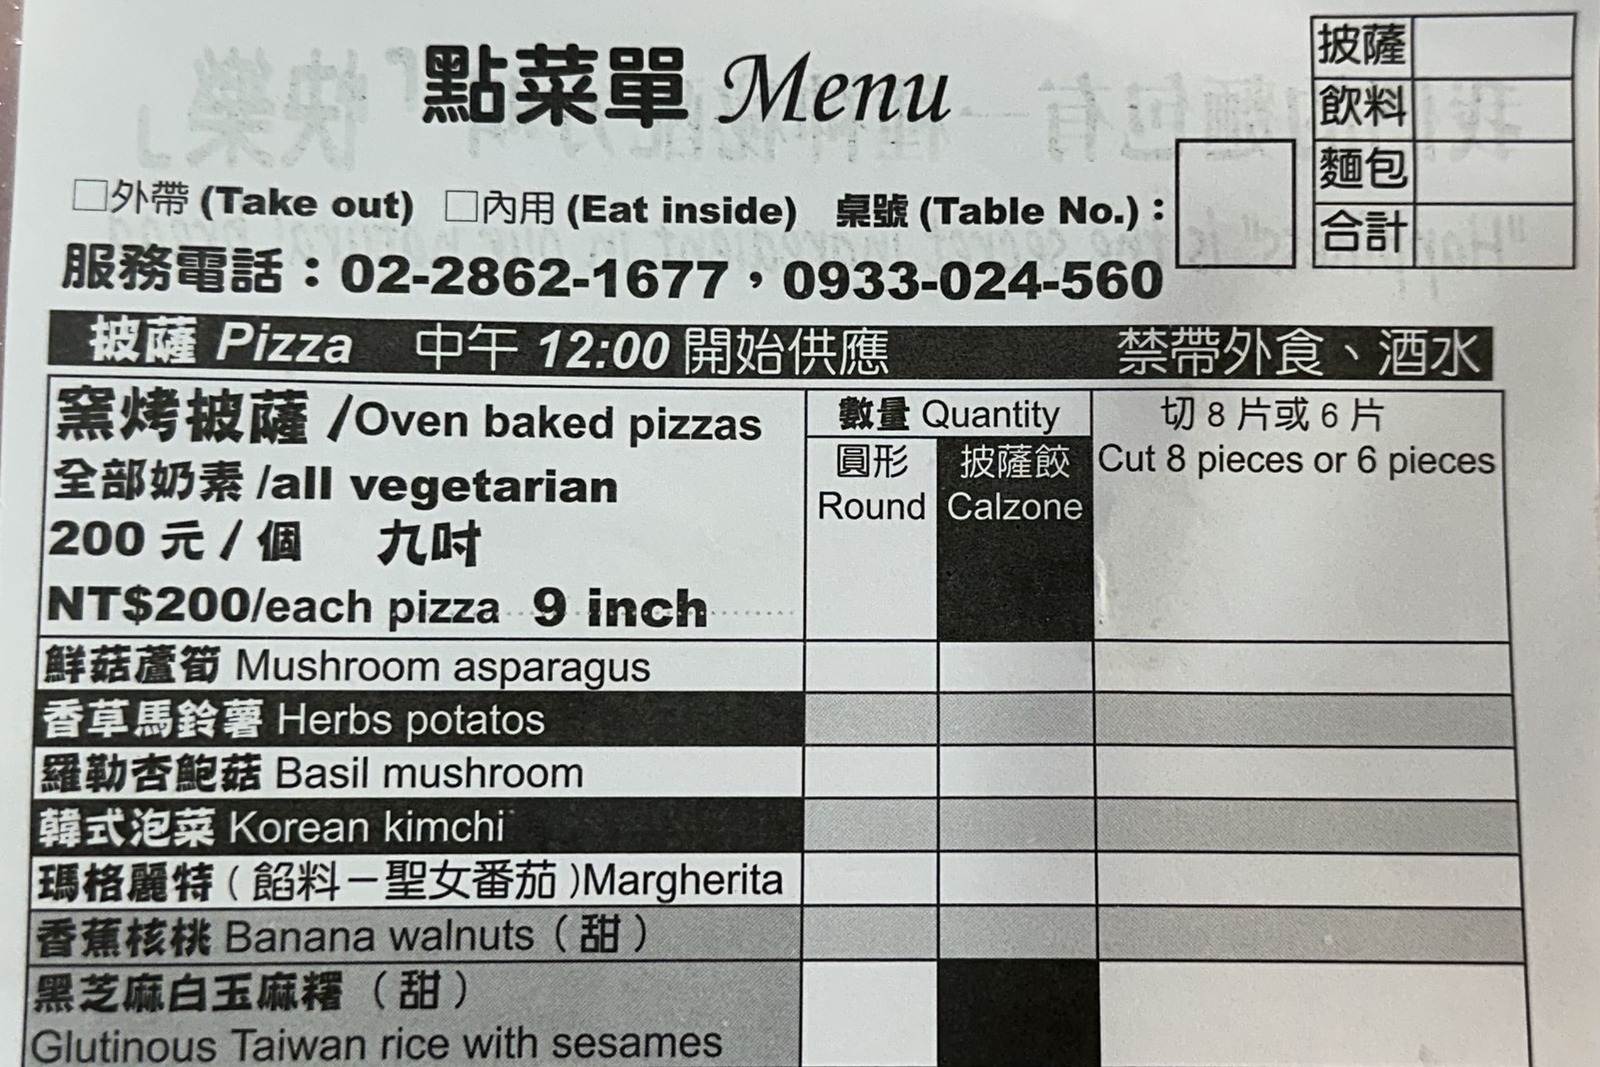 點菜單 Menu
披薩
飲料
麵包
合計
□外帶 (Take out) □內用 (Eat inside) 桌號 (Table No.)：
服務電話：02-2862-1677，0933-024-560
披薩 Pizza 中午 12:00 開始供應 禁帶外食、酒水
窯烤披薩 /Oven baked pizzas
全部奶素 /all vegetarian
200 元 / 個 九吋
NT$200/each pizza 9 inch
數量 Quantity
圓形
Round
披薩餃
Calzone
切 8 片或 6 片
Cut 8 pieces or 6 pieces
鮮菇蘆筍 Mushroom asparagus
香草馬鈴薯 Herbs potatos
羅勒杏鮑菇 Basil mushroom
韓式泡菜 Korean kimchi
瑪格麗特 ( 餡料－聖女番茄 )Margherita
香蕉核桃 Banana walnuts（ 甜 ）
黑芝麻白玉麻糬 （ 甜 ）
Glutinous Taiwan rice with sesames